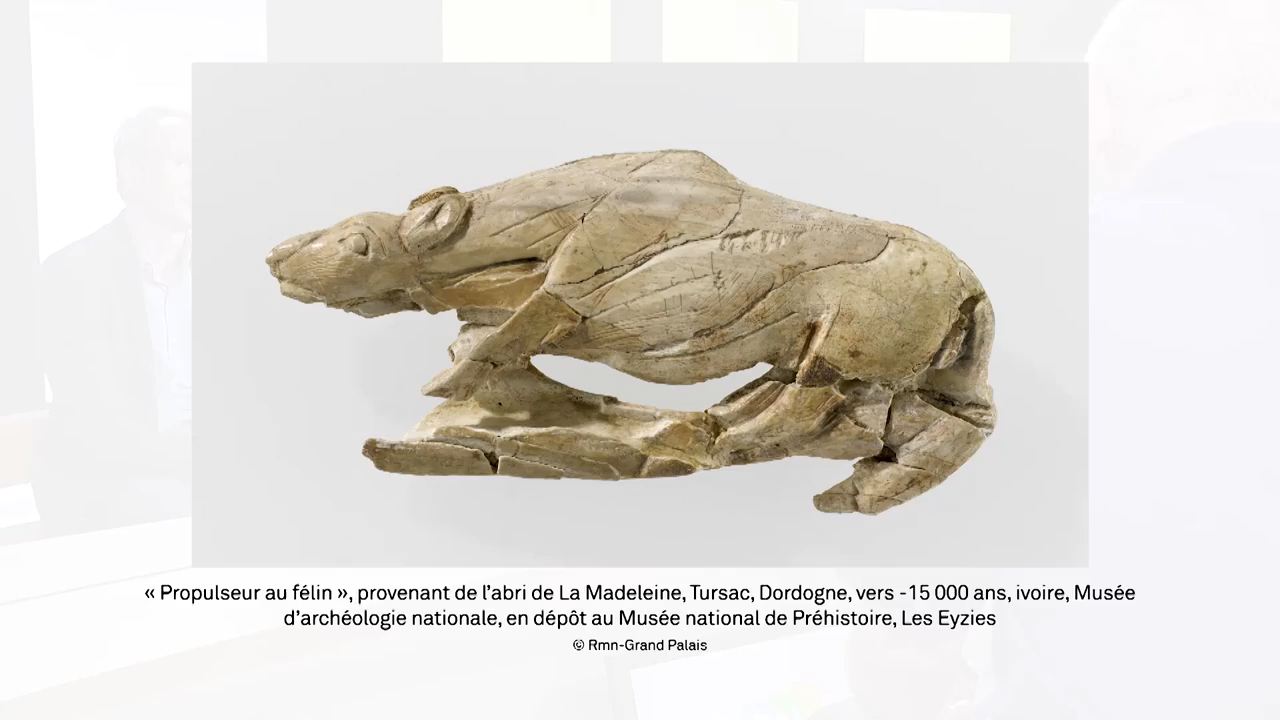 « Propulseur au félin », provenant de l'abri de La Madeleine, Tursac, Dordogne, vers -15 000 ans, ivoire, Musée
d'archéologie nationale, en dépôt au Musée national de Préhistoire, Les Eyzies
© Rmn-Grand Palais